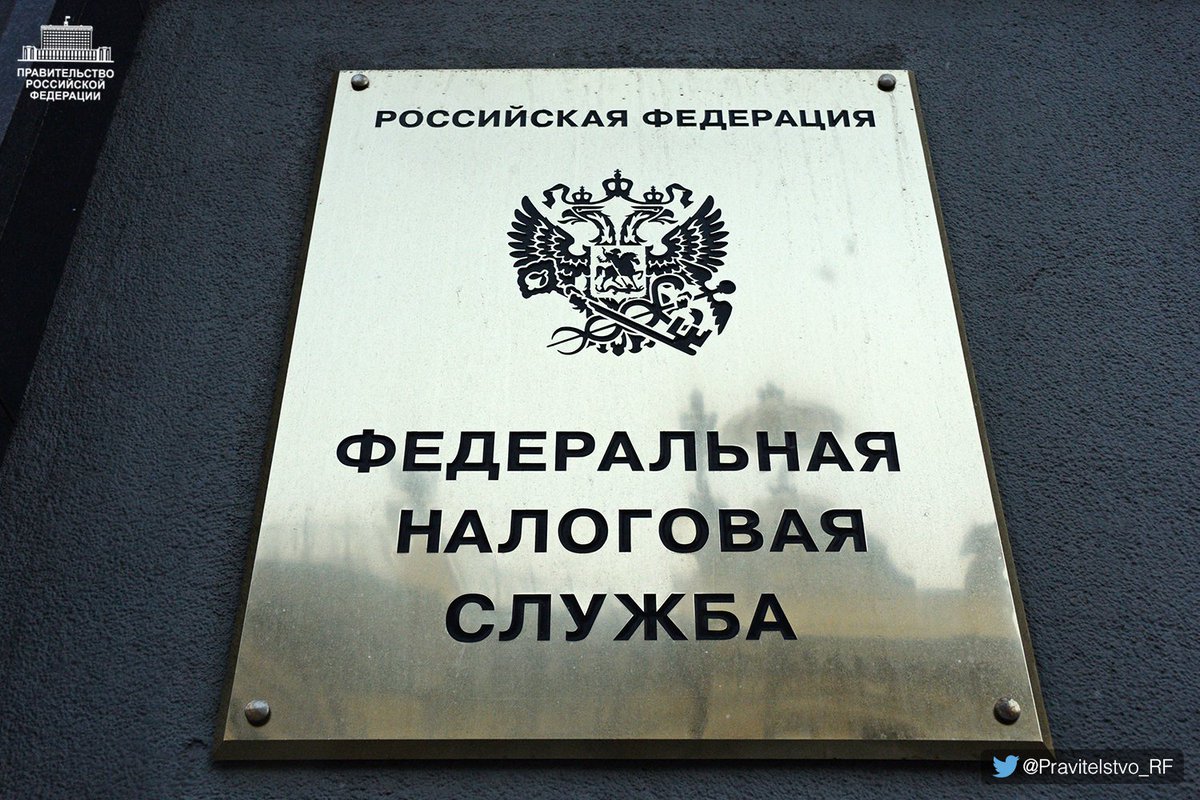 ПРАВИТЕЛЬСТВО
РОССИЙСКОЙ
ФЕДЕРАЦИИ
РОССИЙСКАЯ ФЕДЕРАЦИЯ
ФЕДЕРАЛЬНАЯ
НАЛОГОВАЯ
СЛУЖБА
@Pravitelstvo_RF